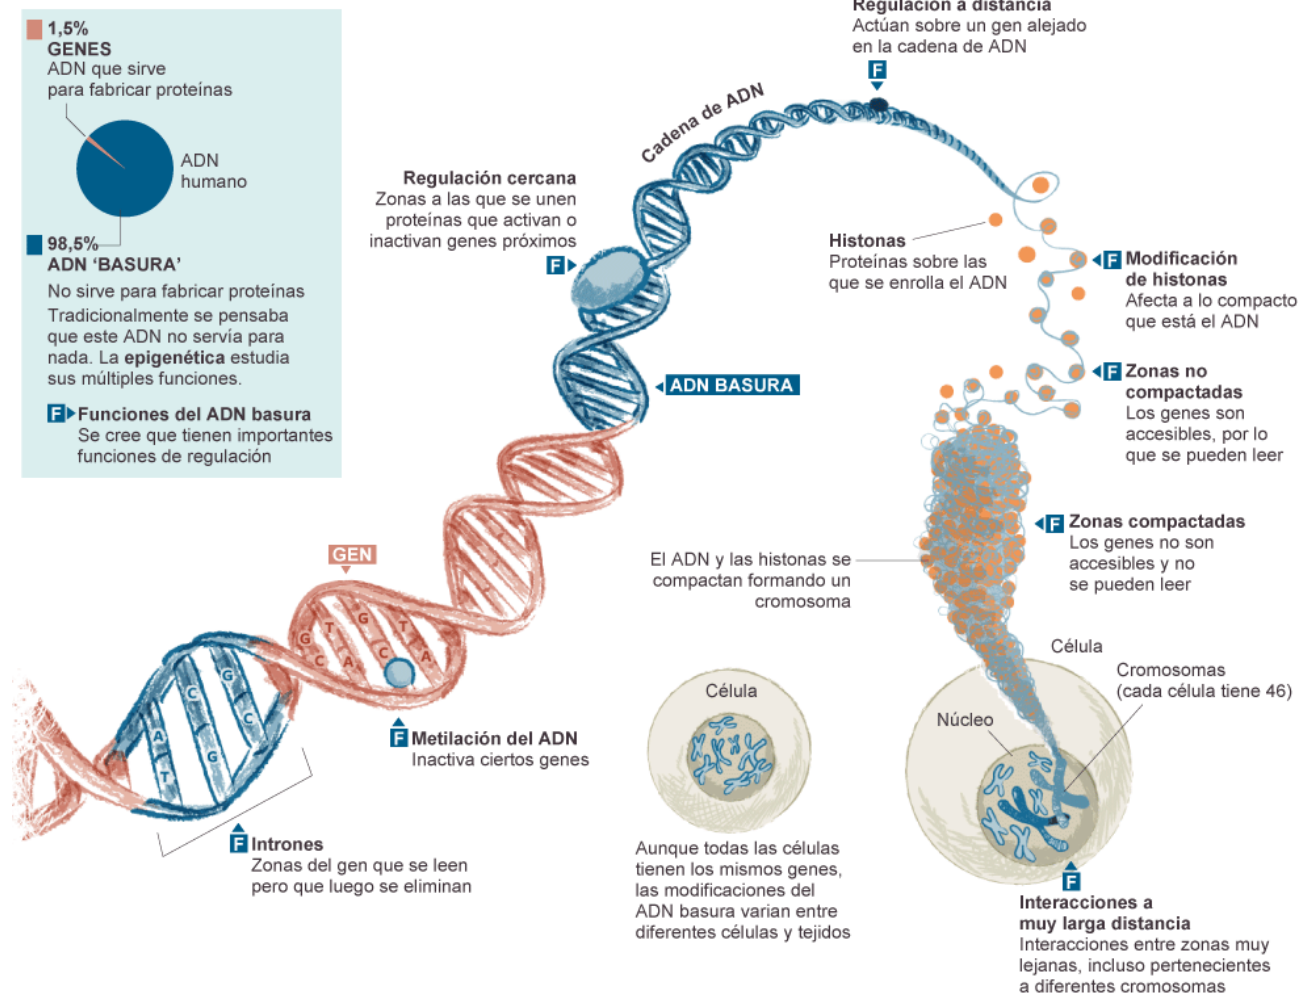 1,5%
GENES
ADN que sirve
para fabricar proteínas
ADN
humano
98,5%
ADN ‘BASURA’
No sirve para fabricar proteínas
Tradicionalmente se pensaba
que este ADN no servía para
nada. La epigenética estudia
sus múltiples funciones.
F Funciones del ADN basura
Se cree que tienen importantes
funciones de regulación
Regulación a distancia
Actúan sobre un gen alejado
en la cadena de ADN
F
Cadena de ADN
Regulación cercana
Zonas a las que se unen
proteínas que activan o
inactivan genes próximos
F
ADN BASURA
Histonas
Proteínas sobre las
que se enrolla el ADN
F Modificación
de histonas
Afecta a lo compacto
que está el ADN
F Zonas no
compactadas
Los genes son
accesibles, por lo
que se pueden leer
F Zonas compactadas
Los genes no son
accesibles y no
se pueden leer
El ADN y las histonas se
compactan formando un
cromosoma
GEN
G T G T
C A C A
F Metilación del ADN
Inactiva ciertos genes
A C G
T G C
F Intrones
Zonas del gen que se leen
pero que luego se eliminan
Célula
Aunque todas las células
tienen los mismos genes,
las modificaciones del
ADN basura varian entre
diferentes células y tejidos
Célula
Cromosomas
(cada célula tiene 46)
Núcleo
F
Interacciones a
muy larga distancia
Interacciones entre zonas muy
lejanas, incluso pertenecientes
a diferentes cromosomas